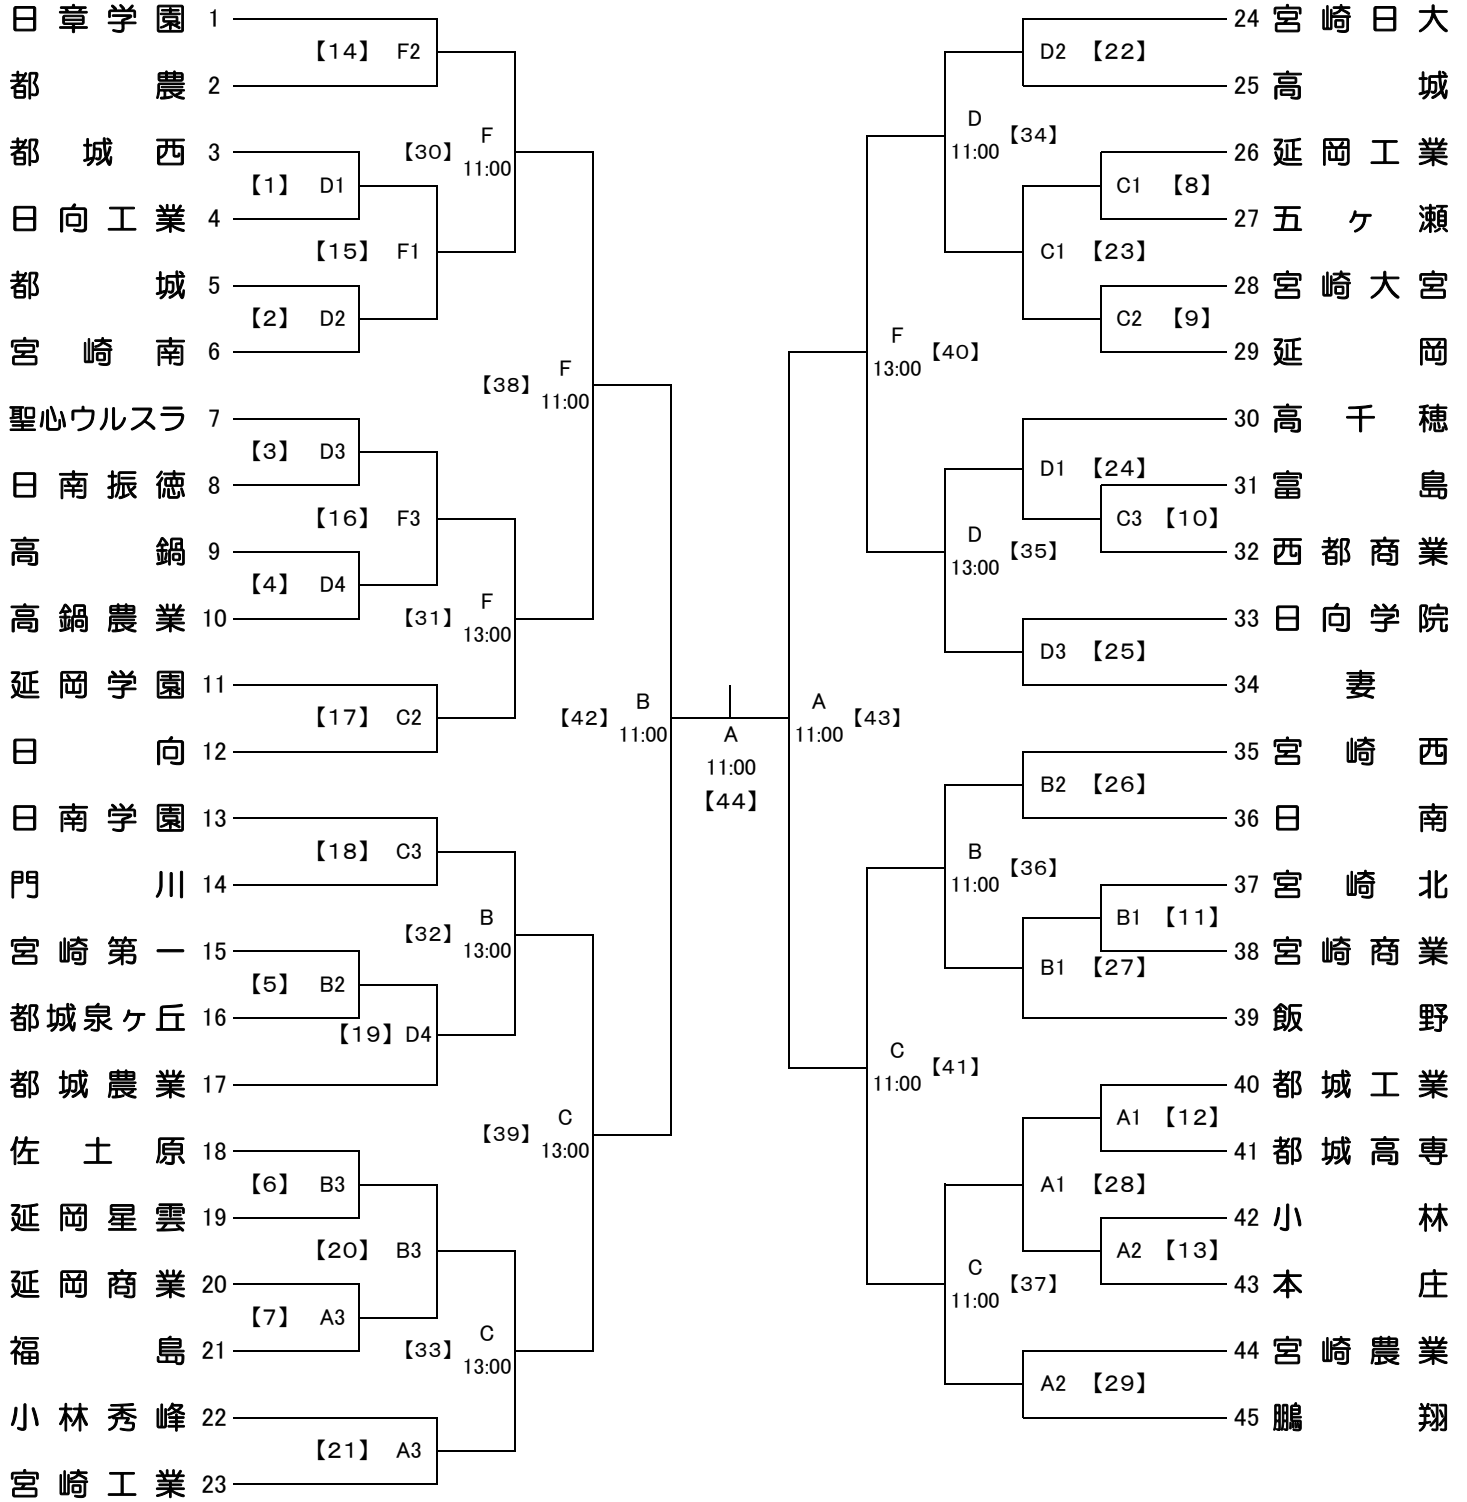 日章学園 1
【14】 F2
都農 2
都城西 3
【1】 D1
日向工業 4
【30】 F 11:00
【15】 F1
都城 5
【2】 D2
宮崎南 6
【38】 F 11:00
聖心ウルスラ 7
【3】 D3
日南振徳 8
【16】 F3
高鍋 9
【4】 D4
高鍋農業 10
【31】 F 13:00
延岡学園 11
【17】 C2
日向 12
【42】 B 11:00
日南学園 13
【18】 C3
門川 14
【32】 B 13:00
宮崎第一 15
【5】 B2
都城泉ヶ丘 16
【19】 D4
都城農業 17
【39】 C 13:00
佐土原 18
【6】 B3
延岡星雲 19
【20】 B3
延岡商業 20
【7】 A3
福島 21
【33】 C 13:00
小林秀峰 22
【21】 A3
宮崎工業 23
A
11:00
【44】
24 宮崎日大
D2 【22】
25 高城
D 11:00 【34】
26 延岡工業
C1 【8】
27 五ヶ瀬
C1 【23】
28 宮崎大宮
C2 【9】
29 延岡
F 13:00 【40】
30 高千穂
D1 【24】
31 富島
C3 【10】
32 西都商業
D 13:00 【35】
33 日向学院
D3 【25】
34 妻
A 11:00 【43】
35 宮崎西
B2 【26】
36 日南
B 11:00 【36】
37 宮崎北
B1 【11】
38 宮崎商業
B1 【27】
39 飯野
C 11:00 【41】
40 都城工業
A1 【12】
41 都城高専
A1 【28】
42 小林
A2 【13】
43 本庄
C 11:00 【37】
44 宮崎農業
A2 【29】
45 鵬翔